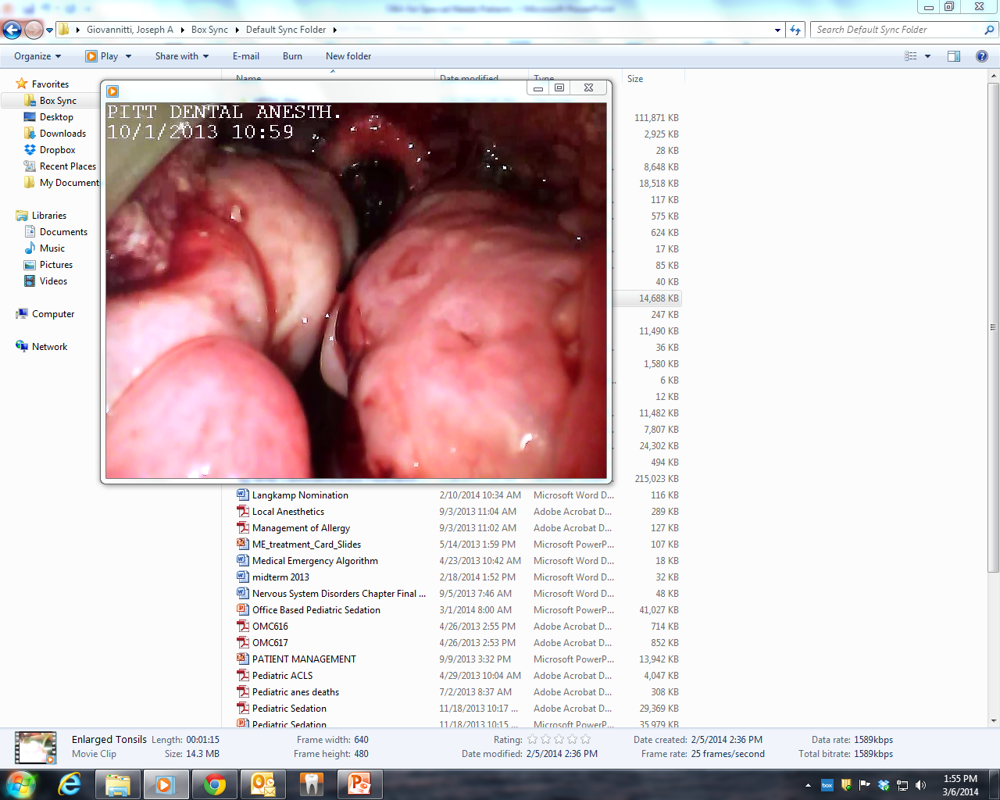 Giovannitti, Joseph A
Box Sync
Default Sync Folder
Search Default Sync Folder
Organize
Play
Share with
E-mail
Burn
New folder
Favorites
Box Sync
Desktop
Downloads
Dropbox
Recent Places
My Document
Libraries
Documents
Music
Pictures
Videos
Computer
Network
Name
Date modified
Type
Size
PITT DENTAL ANESTH.
10/1/2013 10:59
111,871 KB
2,925 KB
28 KB
8,648 KB
18,518 KB
117 KB
575 KB
624 KB
17 KB
85 KB
40 KB
14,688 KB
247 KB
11,490 KB
36 KB
1,580 KB
6 KB
12 KB
11,482 KB
7,807 KB
24,302 KB
494 KB
215,023 KB
Langkamp Nomination 2/10/2014 10:34 AM Microsoft Word D... 116 KB
Local Anesthetics 9/3/2013 11:04 AM Adobe Acrobat D... 289 KB
Management of Allergy 9/3/2013 11:02 AM Adobe Acrobat D... 127 KB
ME_treatment_Card_Slides 5/14/2013 1:59 PM Microsoft PowerP... 107 KB
Medical Emergency Algorithm 4/23/2013 10:42 AM Microsoft Word D... 18 KB
midterm 2013 2/18/2014 1:52 PM Microsoft Word D... 32 KB
Nervous System Disorders Chapter Final ... 9/5/2013 7:46 AM Microsoft Word D... 48 KB
Office Based Pediatric Sedation 3/1/2014 8:00 AM Microsoft PowerP... 41,027 KB
OMC616 4/26/2013 2:55 PM Adobe Acrobat D... 714 KB
OMC617 4/26/2013 2:53 PM Adobe Acrobat D... 852 KB
PATIENT MANAGEMENT 9/9/2013 3:32 PM Microsoft PowerP... 13,942 KB
Pediatric ACLS 4/29/2013 10:04 AM Adobe Acrobat D... 4,047 KB
Pediatric anes deaths 7/2/2013 8:37 AM Adobe Acrobat D... 308 KB
Pediatric Sedation 11/18/2013 10:17 ... Adobe Acrobat D... 29,369 KB
Pediatric Sedation 11/18/2013 10:15 ... Microsoft PowerP... 35,979 KB
Enlarged Tonsils Length: 00:01:15 Frame width: 640 Rating: Date created: 2/5/2014 2:36 PM Data rate: 1589kbps
Movie Clip Size: 14.3 MB Frame height: 480 Date modified: 2/5/2014 2:36 PM Frame rate: 25 frames/second Total bitrate: 1589kbps
box
1:55 PM
3/6/2014